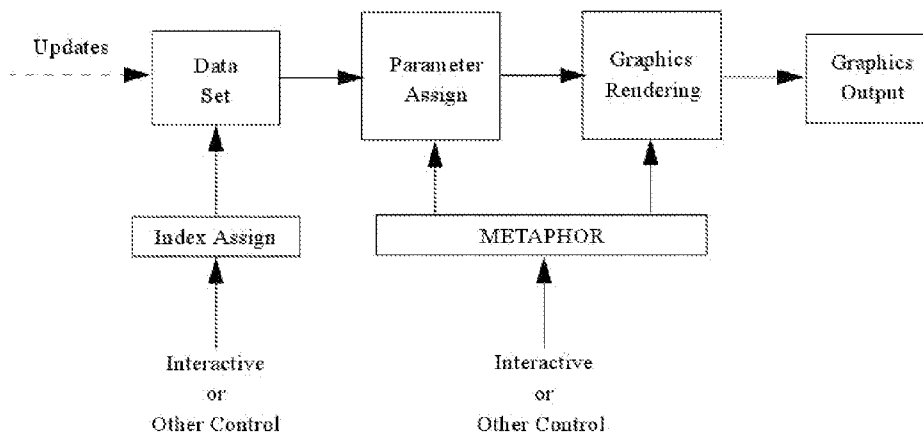 Updates
Data
Set
Parameter
Assign
Graphics
Rendering
Graphics
Output
Index Assign
METAPHOR
Interactive
or
Other Control
Interactive
or
Other Control